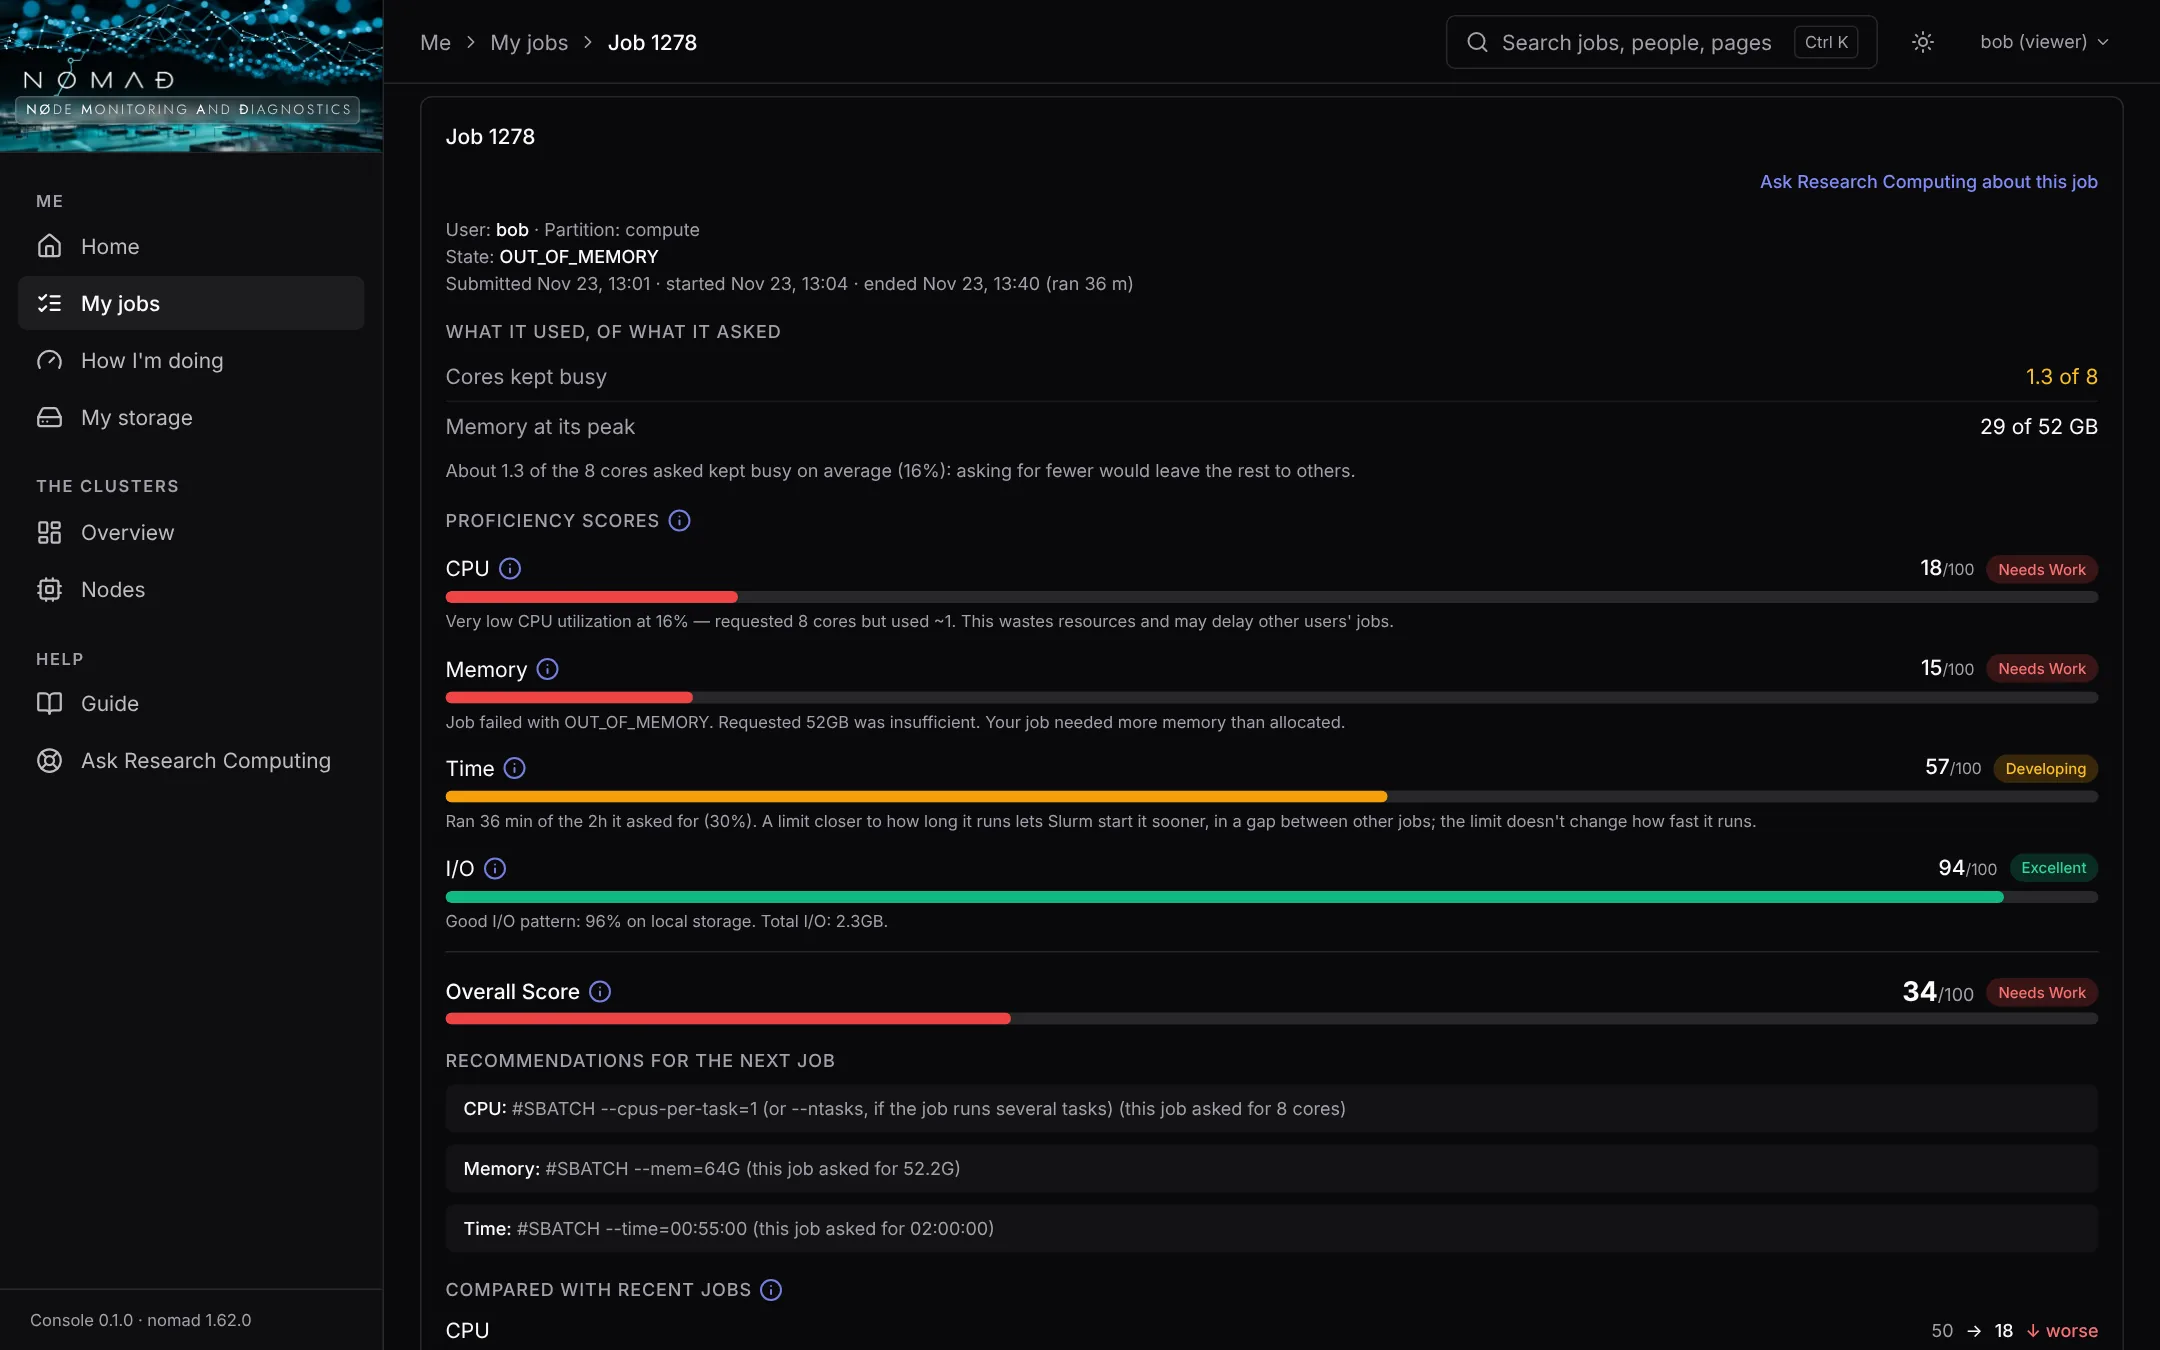 NØMAÐ
NØDE MONITORING AND ÐIAGNOSTICS
Me > My jobs > Job 1278
Search jobs, people, pages Ctrl K
bob (viewer)
ME
Home
My jobs
How I'm doing
My storage
THE CLUSTERS
Overview
Nodes
HELP
Guide
Ask Research Computing
Console 0.1.0 · nomad 1.62.0
Job 1278
Ask Research Computing about this job
User: bob · Partition: compute
State: OUT_OF_MEMORY
Submitted Nov 23, 13:01 · started Nov 23, 13:04 · ended Nov 23, 13:40 (ran 36 m)
WHAT IT USED, OF WHAT IT ASKED
Cores kept busy 1.3 of 8
Memory at its peak 29 of 52 GB
About 1.3 of the 8 cores asked kept busy on average (16%): asking for fewer would leave the rest to others.
PROFICIENCY SCORES
CPU 18/100 Needs Work
Very low CPU utilization at 16% — requested 8 cores but used ~1. This wastes resources and may delay other users' jobs.
Memory 15/100 Needs Work
Job failed with OUT_OF_MEMORY. Requested 52GB was insufficient. Your job needed more memory than allocated.
Time 57/100 Developing
Ran 36 min of the 2h it asked for (30%). A limit closer to how long it runs lets Slurm start it sooner, in a gap between other jobs; the limit doesn't change how fast it runs.
I/O 94/100 Excellent
Good I/O pattern: 96% on local storage. Total I/O: 2.3GB.
Overall Score 34/100 Needs Work
RECOMMENDATIONS FOR THE NEXT JOB
CPU: #SBATCH --cpus-per-task=1 (or --ntasks, if the job runs several tasks) (this job asked for 8 cores)
Memory: #SBATCH --mem=64G (this job asked for 52.2G)
Time: #SBATCH --time=00:55:00 (this job asked for 02:00:00)
COMPARED WITH RECENT JOBS
CPU 50 → 18 ↓ worse